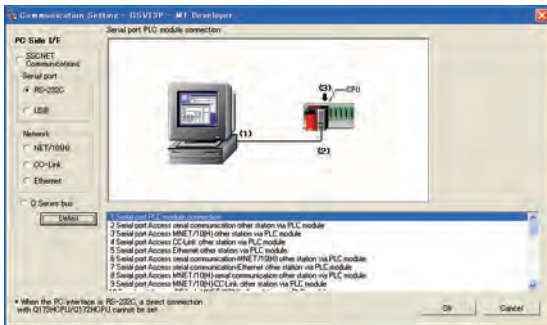 Communication Setting - GSV13P - MT Developer
PC Side I/F
Serial port PLC module connection
SSCNET
Communications
Serial port
RS-232C
USB
Network
NET/10(H)
CC-Link
Ethernet
Q Series bus
Detail
(3)
CPU
(1)
(2)
1 Serial port PLC module connection
2 Serial port Access serial communication other station via PLC module
3 Serial port Access MNET/10(H) other station via PLC module
4 Serial port Access CC-Link other station via PLC module
5 Serial port Access Ethernet other station via PLC module
6 Serial port Access serial communication-MNET/10(H) other station via PLC module
7 Serial port Access serial communication-Ethernet other station via PLC module
8 Serial port Access MNET/10(H)-serial communication other station via PLC module
9 Serial port Access MNET/10(H)-CC-Link other station via PLC module
* When the PC interface is RS-232C, a direct connection
with Q173HCPU/Q172HCPU cannot be set.
OK
Cancel